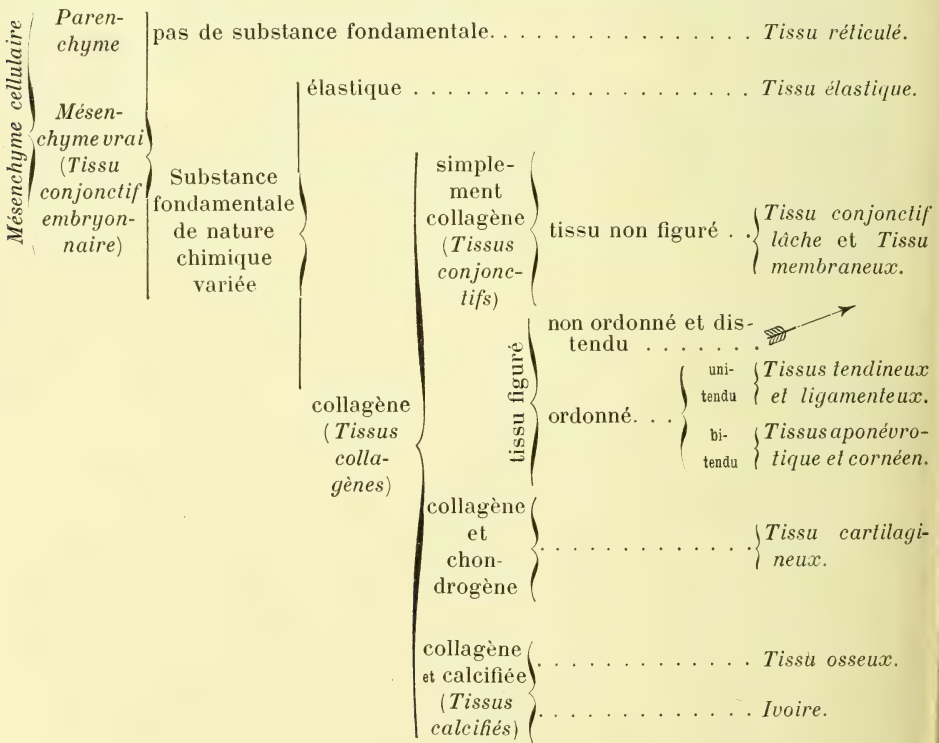 Mésenchyme cellulaire
Paren-
chyme
Mésen-
chyme vrai
(Tissu
conjonctif
embryon-
naire)
pas de substance fondamentale. . . . . . . . . . . . . . . . Tissu réticulé.
Substance
fondamentale
de nature
chimique
variée
élastique . . . . . . . . . . . . . . . . . . . . Tissu élastique.
collagène
(Tissus
colla-
gènes)
simple-
ment
collagène
(Tissus
conjonc-
tifs)
tissu non figuré . .
Tissu conjonctif
lâche et Tissu
membraneux.
tissu figuré
non ordonné et dis-
tendu . . . . . . .
ordonné. . .
uni-
tendu
Tissus tendineux
et ligamenteux.
bi-
tendu
Tissus aponévro-
tique et cornéen.
collagène
et
chon-
drogène
. . . . . . . . . . . . .
Tissu cartilagi-
neux.
collagène
et calcifiée
(Tissus
calcifiés)
. . . . . . . . . . . . . Tissu osseux.
. . . . . . . . . . . . . Ivoire.